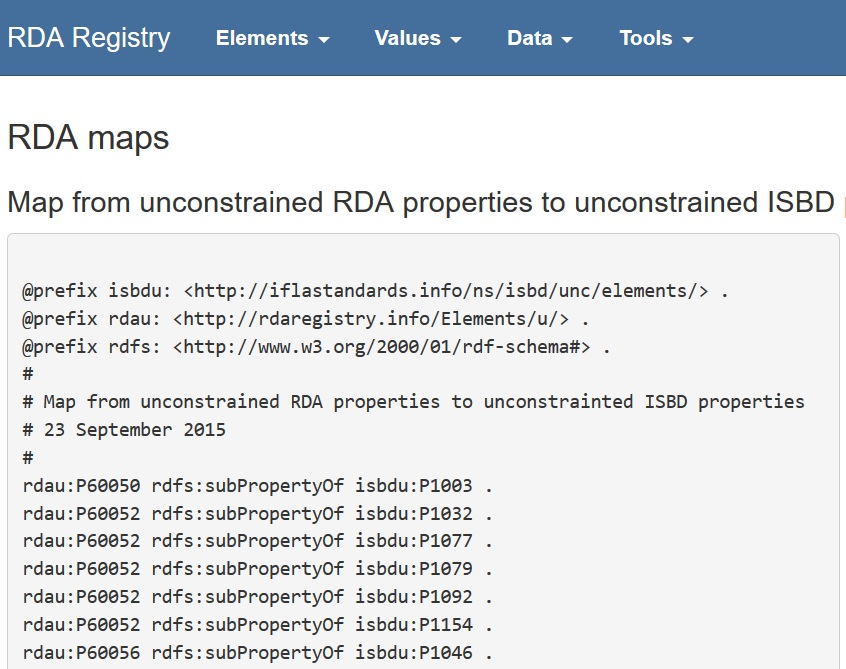 RDA Registry Elements Values Data Tools
RDA maps
Map from unconstrained RDA properties to unconstrained ISBD
@prefix isbdu: <http://iflastandards.info/ns/isbd/unc/elements/> .
@prefix rdau: <http://rdaregistry.info/Elements/u/> .
@prefix rdfs: <http://www.w3.org/2000/01/rdf-schema#> .
#
# Map from unconstrained RDA properties to unconstrainted ISBD properties
# 23 September 2015
#
rdau:P60050 rdfs:subPropertyOf isbdu:P1003 .
rdau:P60052 rdfs:subPropertyOf isbdu:P1032 .
rdau:P60052 rdfs:subPropertyOf isbdu:P1077 .
rdau:P60052 rdfs:subPropertyOf isbdu:P1079 .
rdau:P60052 rdfs:subPropertyOf isbdu:P1092 .
rdau:P60052 rdfs:subPropertyOf isbdu:P1154 .
rdau:P60056 rdfs:subPropertyOf isbdu:P1046 .